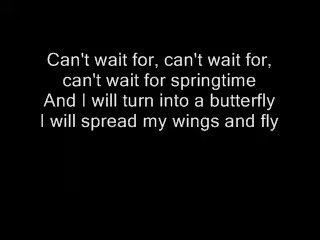 Can't wait for, can't wait for,
can't wait for springtime
And I will turn into a butterfly
I will spread my wings and fly